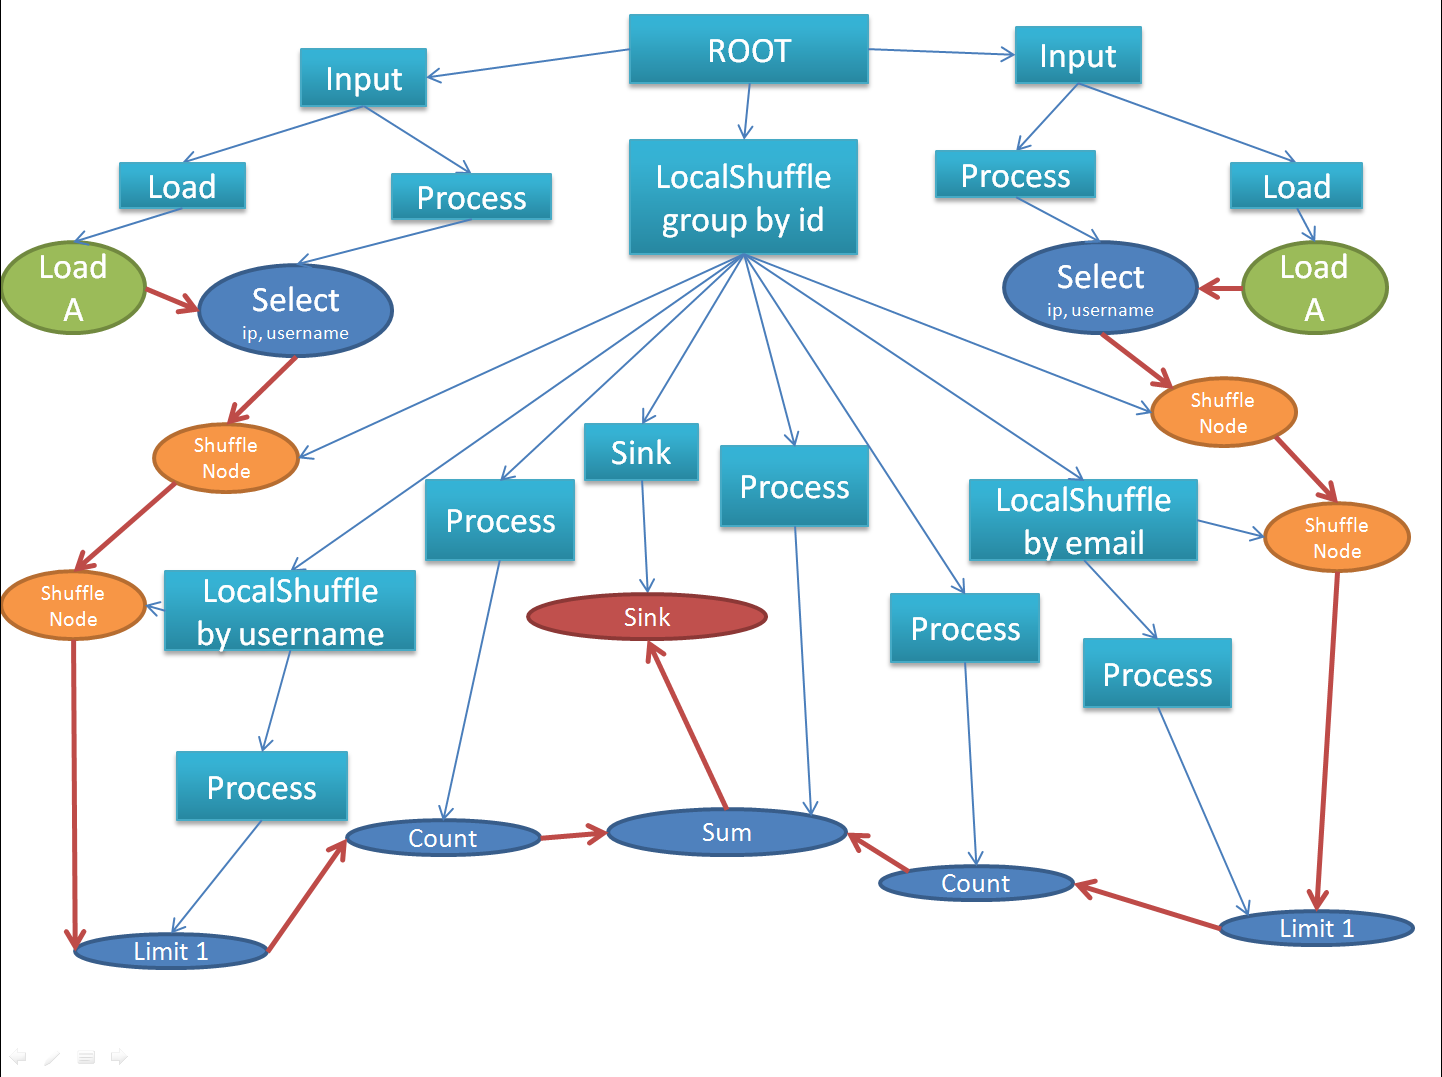 ROOT
Input
Input
Load
Process
LocalShuffle
group by id
Process
Load
Load
A
Select
ip, username
Select
ip, username
Load
A
Shuffle
Node
Shuffle
Node
Sink
Process
Process
LocalShuffle
by email
Shuffle
Node
Shuffle
Node
LocalShuffle
by username
Sink
Process
Process
Process
Count
Sum
Count
Limit 1
Limit 1